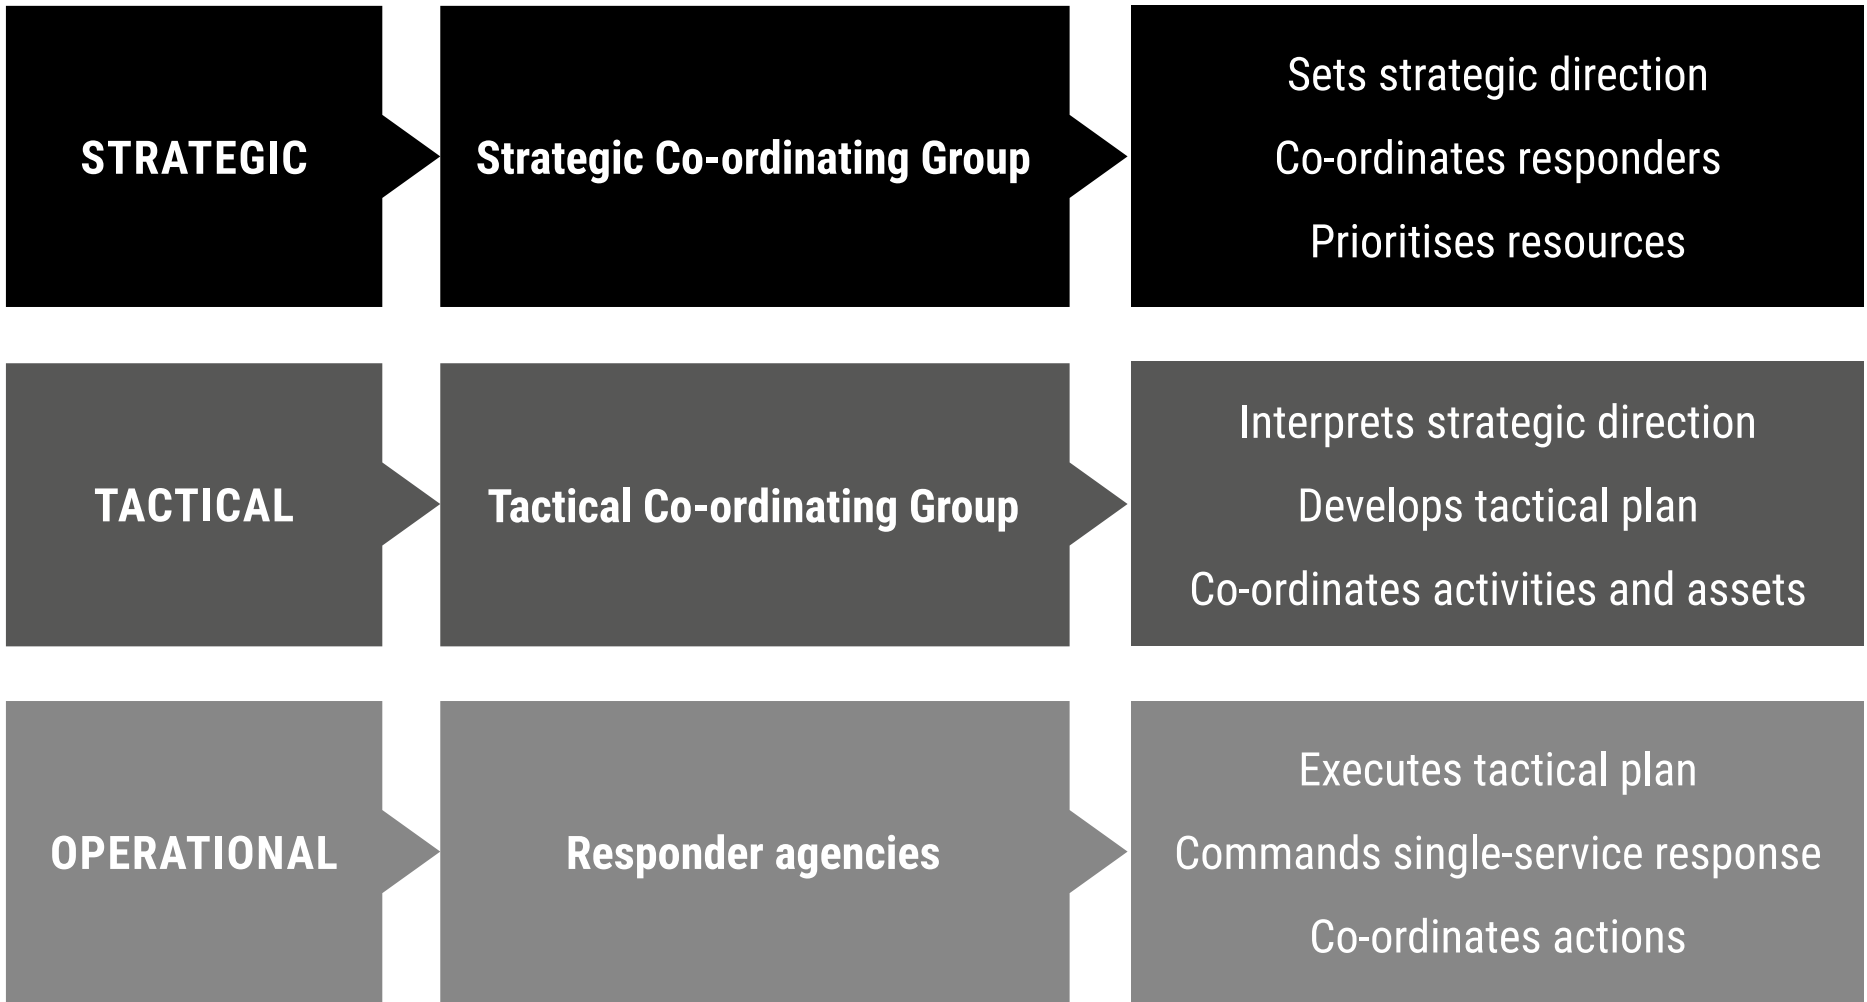 STRATEGIC
Strategic Co-ordinating Group
Sets strategic direction
Co-ordinates responders
Prioritises resources
TACTICAL
Tactical Co-ordinating Group
Interprets strategic direction
Develops tactical plan
Co-ordinates activities and assets
OPERATIONAL
Responder agencies
Executes tactical plan
Commands single-service response
Co-ordinates actions